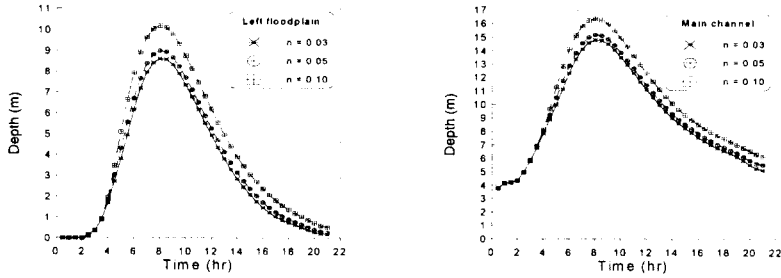 Left floodplain
n = 0 03
n = 0 05
n = 0 10
Depth (m)
11
10
9
8
7
6
5
4
3
2
1
0
0 2 4 6 8 10 12 14 16 18 20 22
Time (hr)
Main channel
n = 0 03
n = 0 05
n = 0 10
Depth (m)
17
16
15
14
13
12
11
10
9
8
7
6
5
4
3
2
1
0
0 2 4 6 8 10 12 14 16 18 20 22
Time (hr)